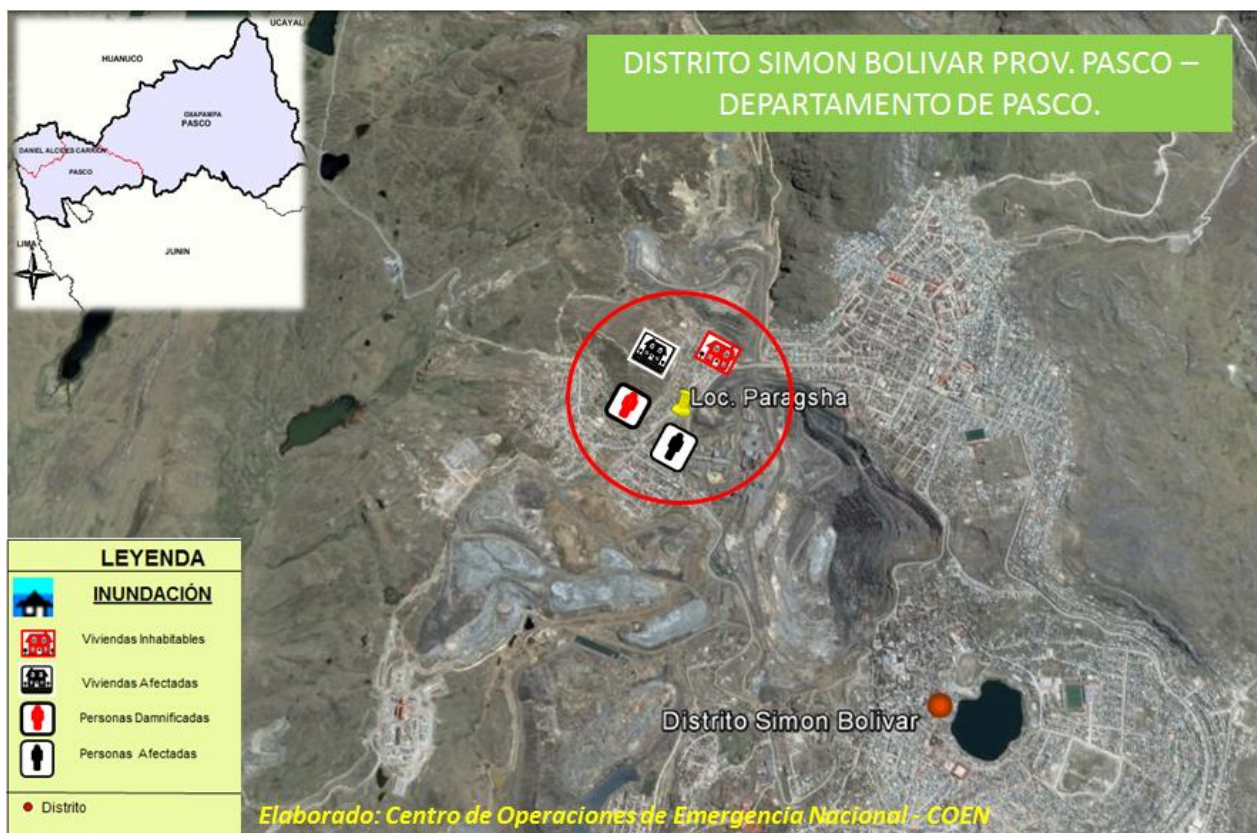 UCAYALI
HUANUCO
OXAPAMPA
PASCO
DANIEL ALCIDES CARRION
PASCO
LIMA
JUNIN
DISTRITO SIMON BOLIVAR PROV. PASCO –
DEPARTAMENTO DE PASCO.
Loc. Paragsha
Distrito Simon Bolivar
LEYENDA
INUNDACIÓN
Viviendas Inhabitables
Viviendas Afectadas
Personas Damnificadas
Personas Afectadas
Distrito
Elaborado: Centro de Operaciones de Emergencia Nacional - COEN